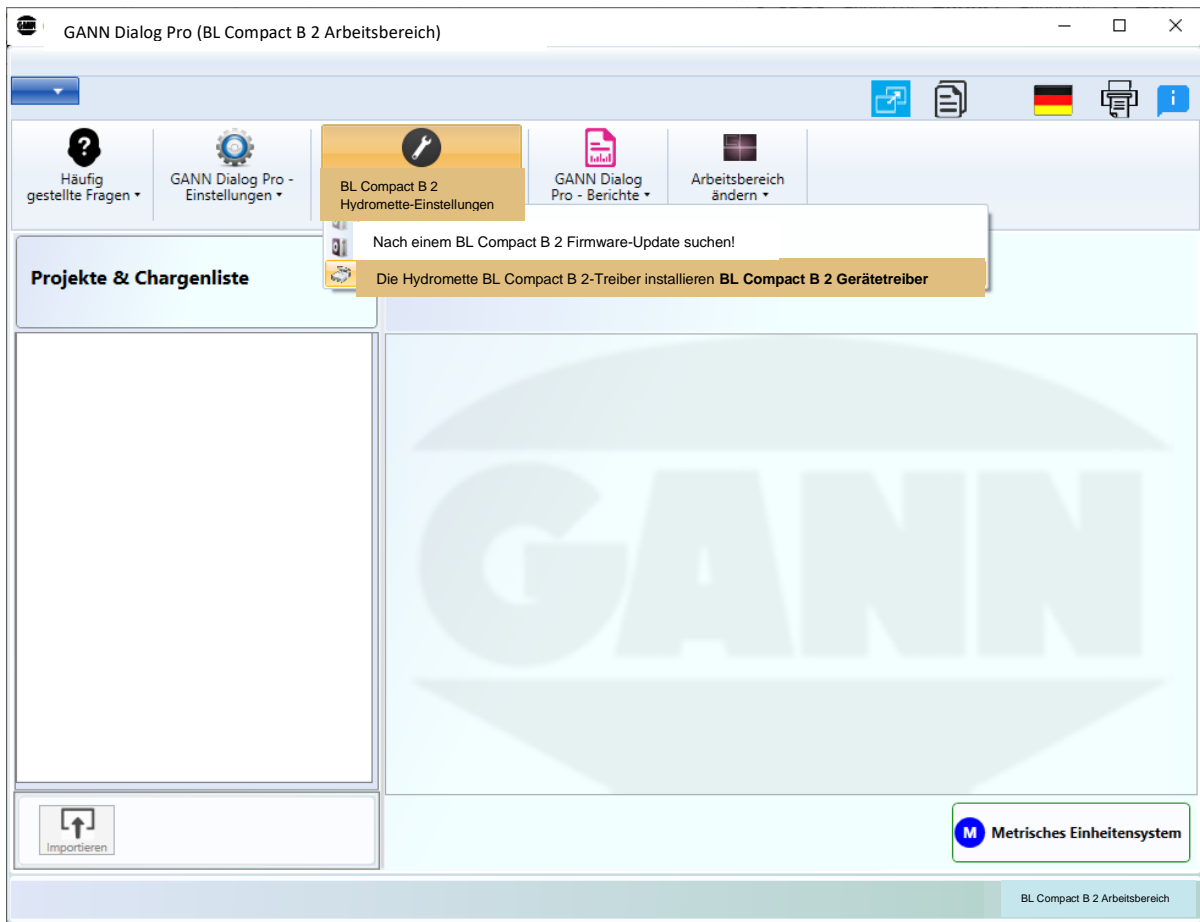 GANN Dialog Pro (BL Compact B 2 Arbeitsbereich)
i
?
Häufig
gestellte Fragen
GANN Dialog Pro -
Einstellungen
BL Compact B 2
Hydromette-Einstellungen
GANN Dialog
Pro - Berichte
Arbeitsbereich
ändern
Nach einem BL Compact B 2 Firmware-Update suchen!
Die Hydromette BL Compact B 2-Treiber installieren BL Compact B 2 Gerätetreiber
Projekte & Chargenliste
GANN
Importieren
M Metrisches Einheitensystem
BL Compact B 2 Arbeitsbereich